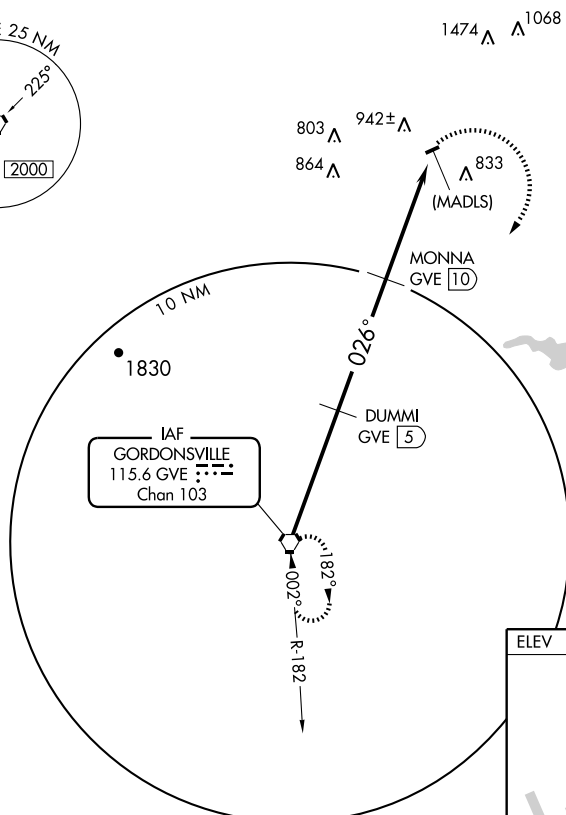 E 25 NM
225°
2000
1474
1068
803
942±
864
833
(MADLS)
MONNA
GVE 10
10 NM
1830
026°
DUMMI
GVE 5
IAF
GORDONSVILLE
115.6 GVE
Chan 103
002°
182°
R-182
ELEV